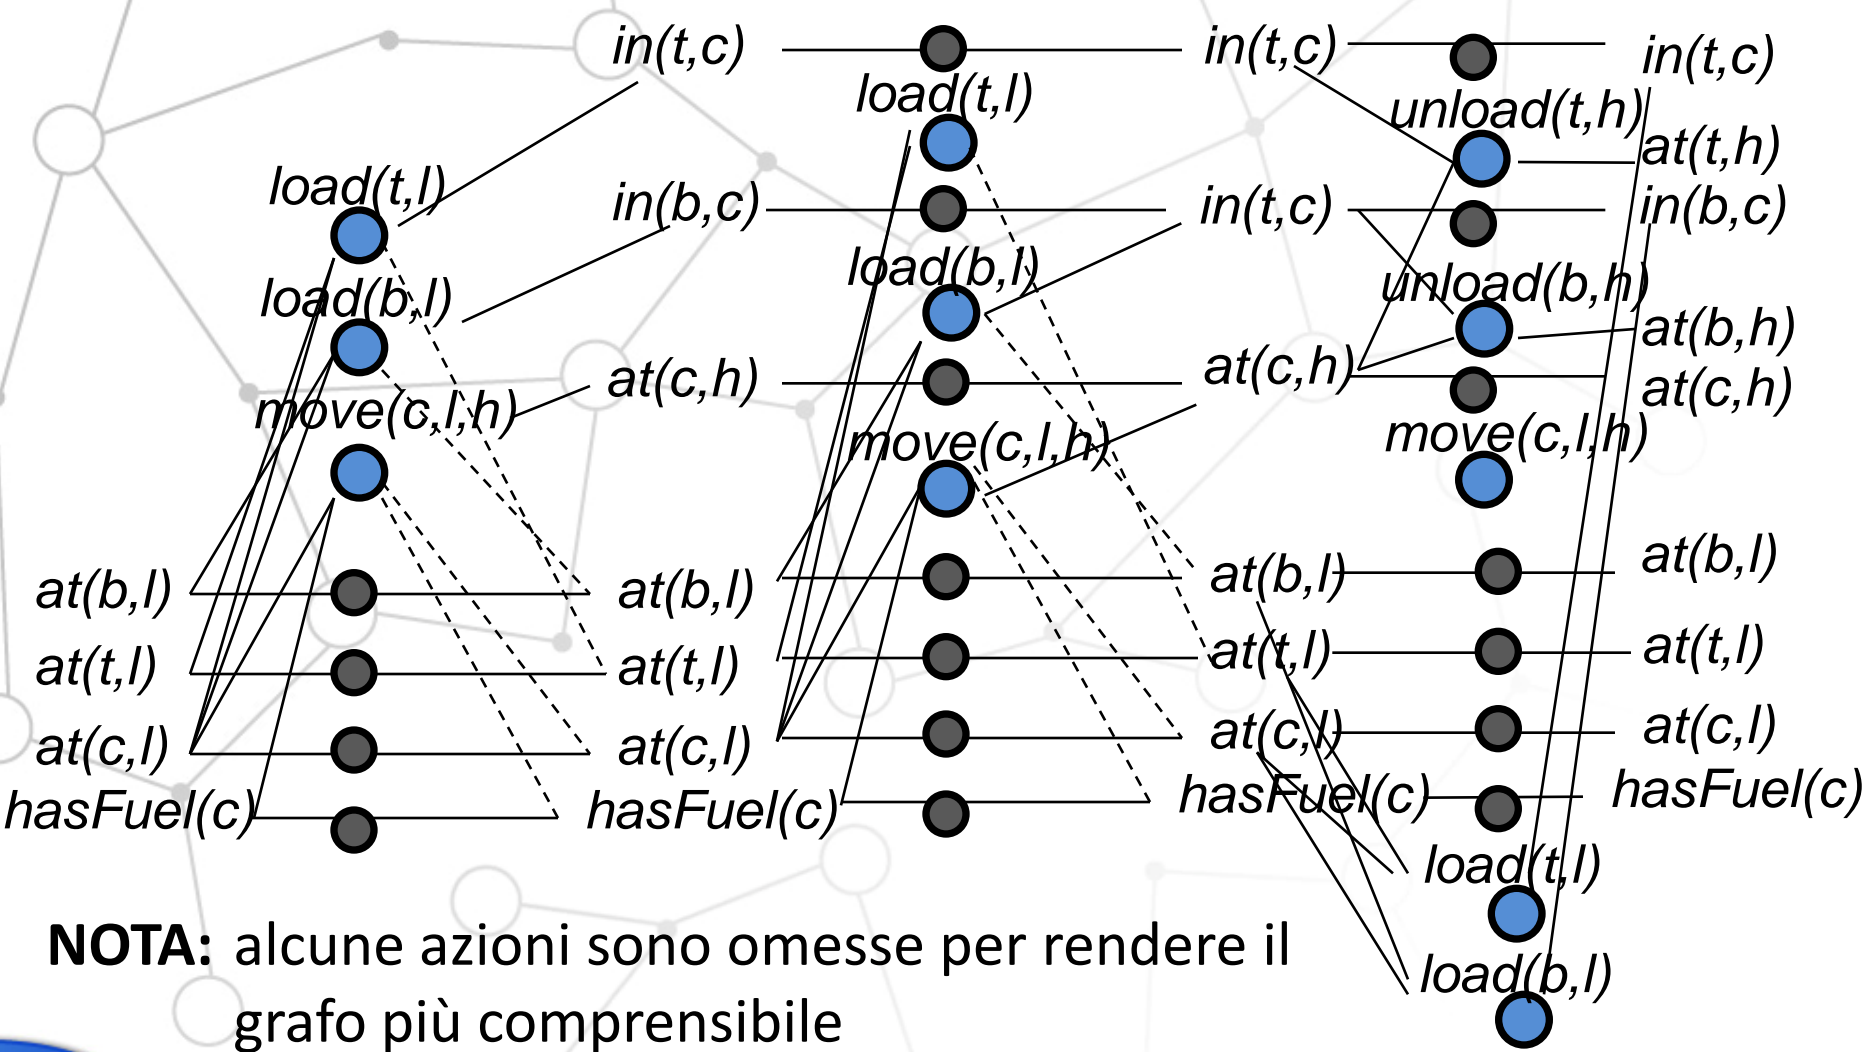 in(t,c)
in(t,c)
in(t,c)
load(t,l)
unload(t,h)
at(t,h)
load(t,l)
in(b,c)
in(t,c)
in(b,c)
load(b,l)
load(b,l)
unload(b,h)
at(b,h)
at(c,h)
at(c,h)
at(c,h)
move(c,l,h)
move(c,l,h)
move(c,l,h)
at(b,l)
at(b,l)
at(b,l)
at(b,l)
at(t,l)
at(t,l)
at(t,l)
at(t,l)
at(c,l)
at(c,l)
at(c,l)
at(c,l)
hasFuel(c)
hasFuel(c)
hasFuel(c)
hasFuel(c)
load(t,l)
load(b,l)
NOTA: alcune azioni sono omesse per rendere il
grafo più comprensibile